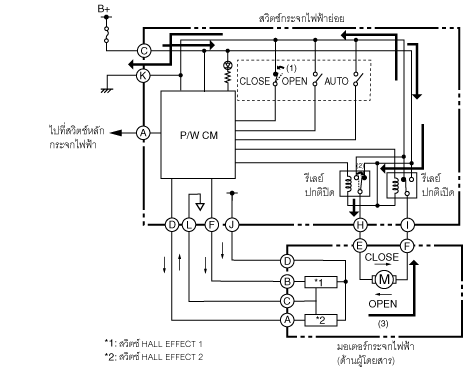 B+
สวิตช์กระจกไฟฟ้าย่อย
C
K
(1)
CLOSE
OPEN
AUTO
ไปที่สวิตช์หลัก
กระจกไฟฟ้า
A
P/W CM
(2)
รีเลย์
ปกติปิด
รีเลย์
ปกติเปิด
D
L
F
J
H
I
E
F
CLOSE
M
OPEN
(3)
D
B
*1
C
A
*2
มอเตอร์กระจกไฟฟ้า
(ด้านผู้โดยสาร)
*1: สวิตช์ HALL EFFECT 1
*2: สวิตช์ HALL EFFECT 2